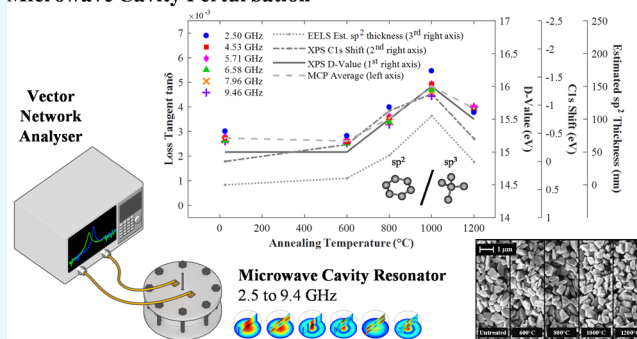 Microwave Cavity Perturbation
Vector
Network
Analyser
×10⁻³
7
6
5
4
3
2
1
0
Loss Tangent tanδ
2.50 GHz
4.53 GHz
5.71 GHz
6.58 GHz
7.96 GHz
9.46 GHz
EELS Est. sp² thickness (3ʳᵈ right axis)
XPS C1s Shift (2ⁿᵈ right axis)
XPS D-Value (1ˢᵗ right axis)
MCP Average (left axis)
sp² / sp³
0 200 400 600 800 1000 1200
Annealing Temperature (°C)
17
16.5
16
15.5
15
14.5
14
D-Value (eV)
-2.5
-2
-1.5
-1
-0.5
0
0.5
1
C1s Shift (eV)
250
200
150
100
50
0
Estimated sp² Thickness (nm)
Microwave Cavity Resonator
2.5 to 9.4 GHz
1 μm
Untreated 600°C 800°C 1000°C 1200°